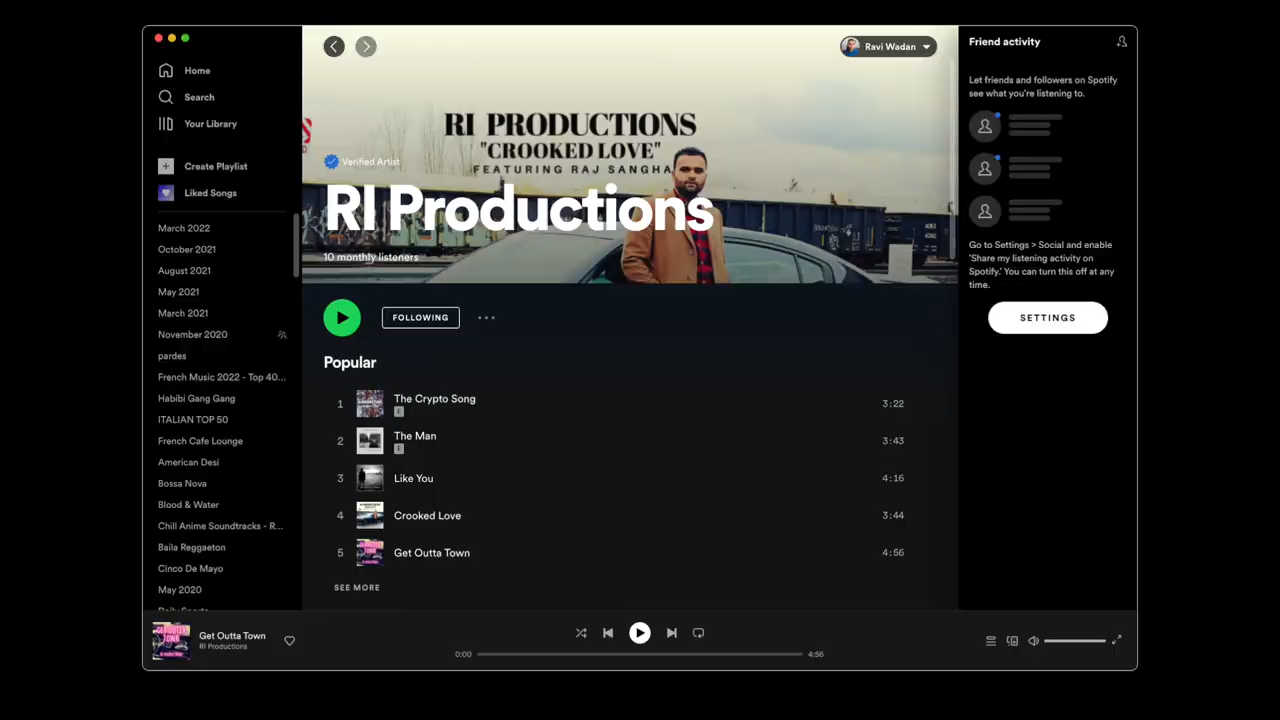 Home
Search
Your Library
Create Playlist
Liked Songs
March 2022
October 2021
August 2021
May 2021
March 2021
November 2020
pardes
French Music 2022 - Top 40...
Habibi Gang Gang
ITALIAN TOP 50
French Cafe Lounge
American Desi
Bossa Nova
Blood & Water
Chill Anime Soundtracks - R...
Baila Reggaeton
Cinco De Mayo
May 2020
Ravi Wadan
RI PRODUCTIONS
"CROOKED LOVE"
FEATURING RAJ SANGHA
Verified Artist
RI Productions
10 monthly listeners
FOLLOWING
Popular
1 The Crypto Song 3:22
E
2 The Man 3:43
E
3 Like You 4:16
4 Crooked Love 3:44
5 Get Outta Town 4:56
SEE MORE
Friend activity
Let friends and followers on Spotify
see what you're listening to.
Go to Settings > Social and enable
'Share my listening activity on
Spotify.' You can turn this off at any
time.
SETTINGS
Get Outta Town
RI Productions
0:00
4:56